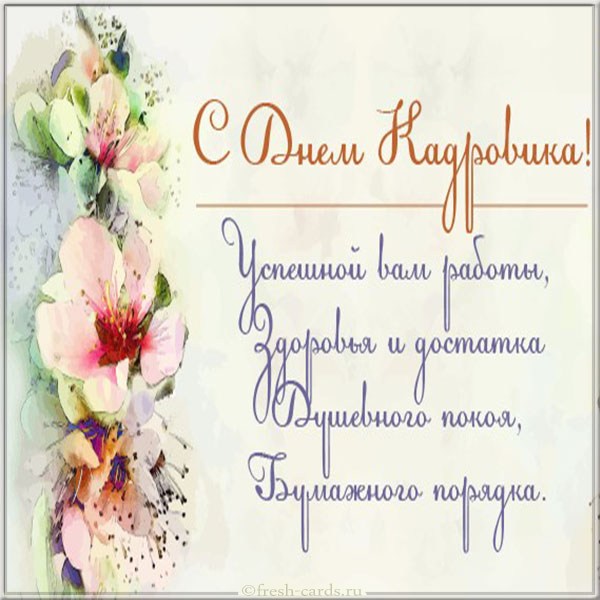 С Днем Кадровика!
Успешной вам работы,
Здоровья и достатка
Душевного покоя,
Бумажного порядка.
©fresh-cards.ru